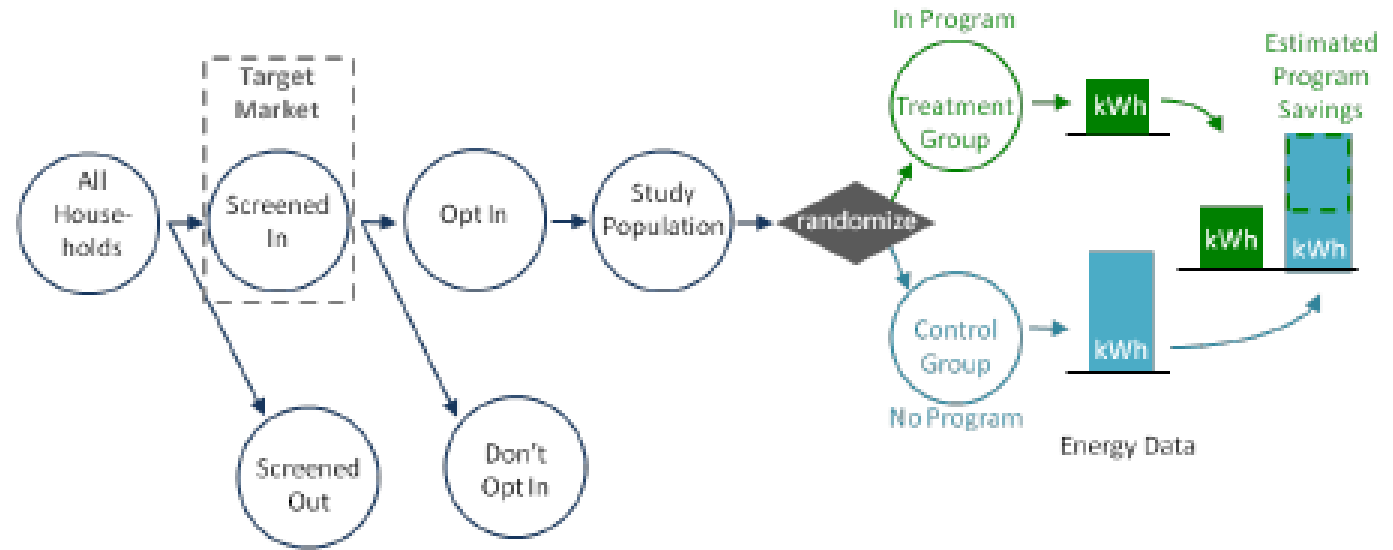 All
House-
holds
Target
Market
Screened
In
Screened
Out
Opt In
Don't
Opt In
Study
Population
randomize
In Program
Treatment
Group
kWh
Control
Group
No Program
kWh
Energy Data
Estimated
Program
Savings
kWh
kWh